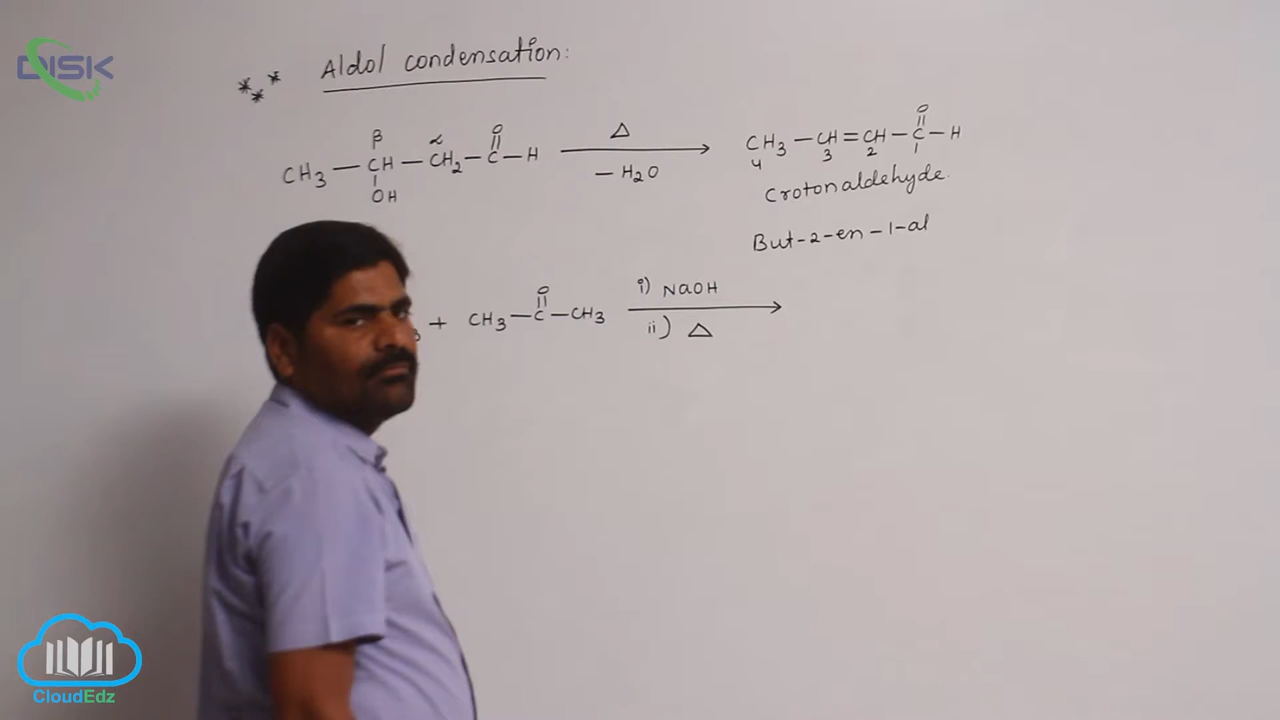 DISK
*** Aldol condensation:
β α O Δ O
CH3 — CH — CH2 — C — H → CH3 — CH = CH — C — H
OH — H2O 4 3 2 1
Crotonaldehyde.
But-2-en-1-al
O i) NaOH
+ CH3 — C — CH3 →
ii) Δ
CloudEdz